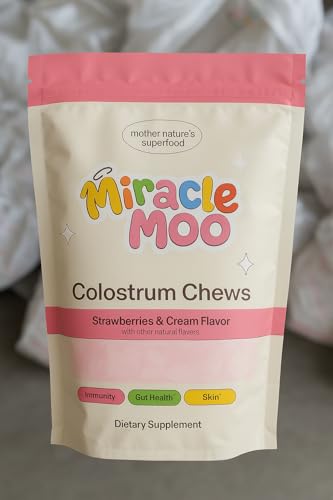 mother nature's
superfood
Miracle
Moo
Colostrum Chews
Strawberries & Cream Flavor
with other natural flavors
Immunity
Gut Health*
Skin*
Dietary Supplement